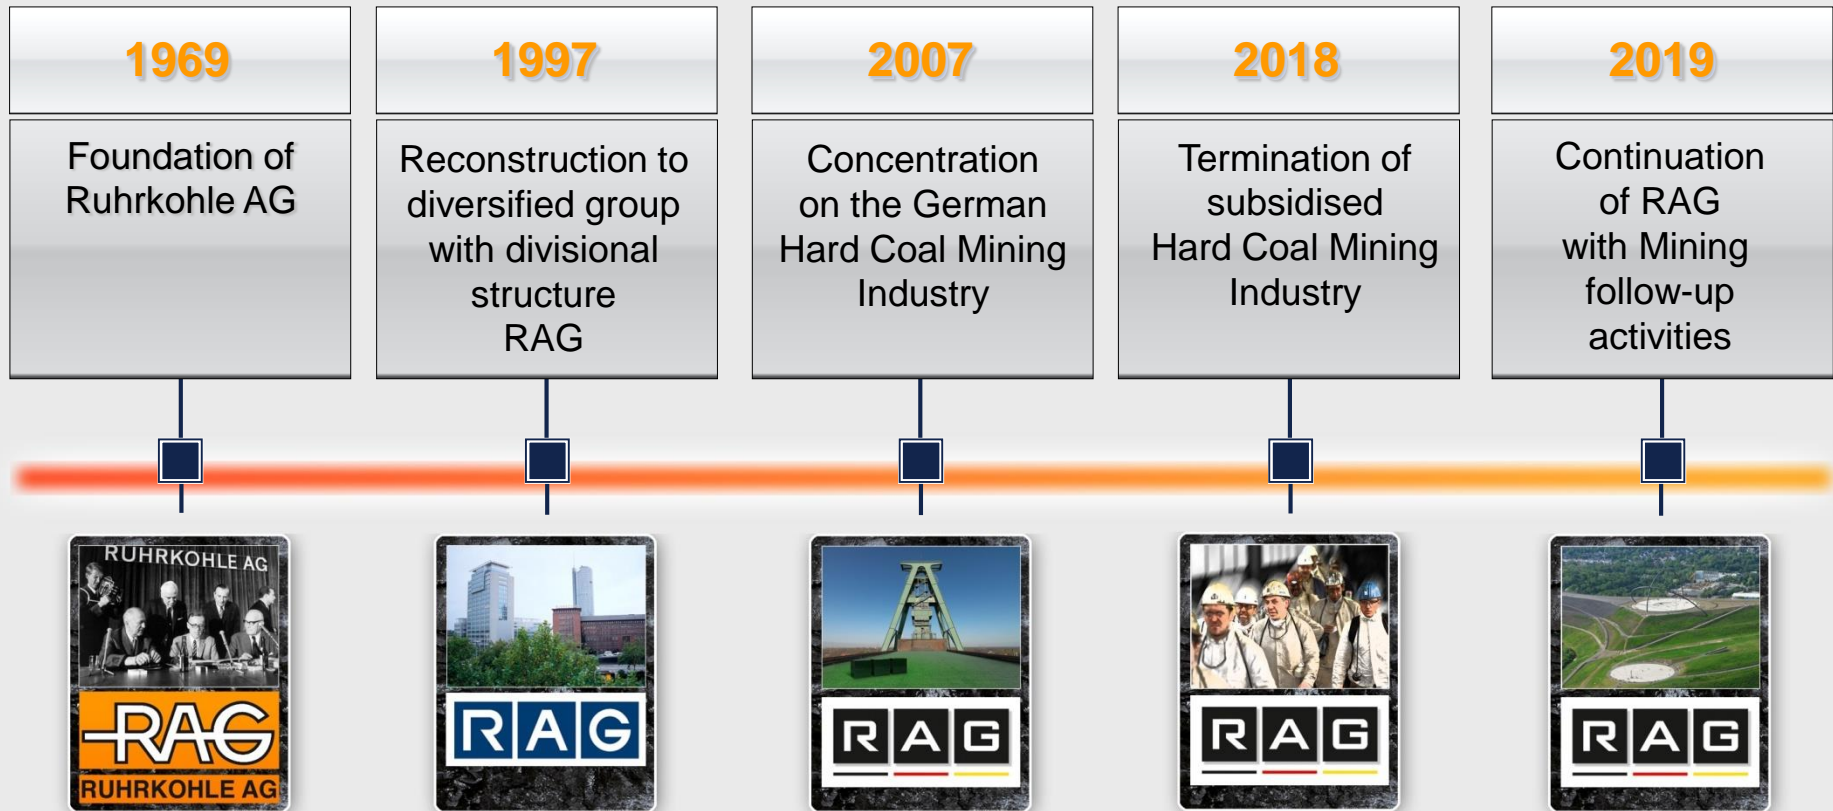 1969
Foundation of
Ruhrkohle AG
1997
Reconstruction to
diversified group
with divisional
structure
RAG
2007
Concentration
on the German
Hard Coal Mining
Industry
2018
Termination of
subsidised
Hard Coal Mining
Industry
2019
Continuation
of RAG
with Mining
follow-up
activities
RUHRKOHLE AG
RAG
RUHRKOHLE AG
RAG
RAG
RAG
RAG